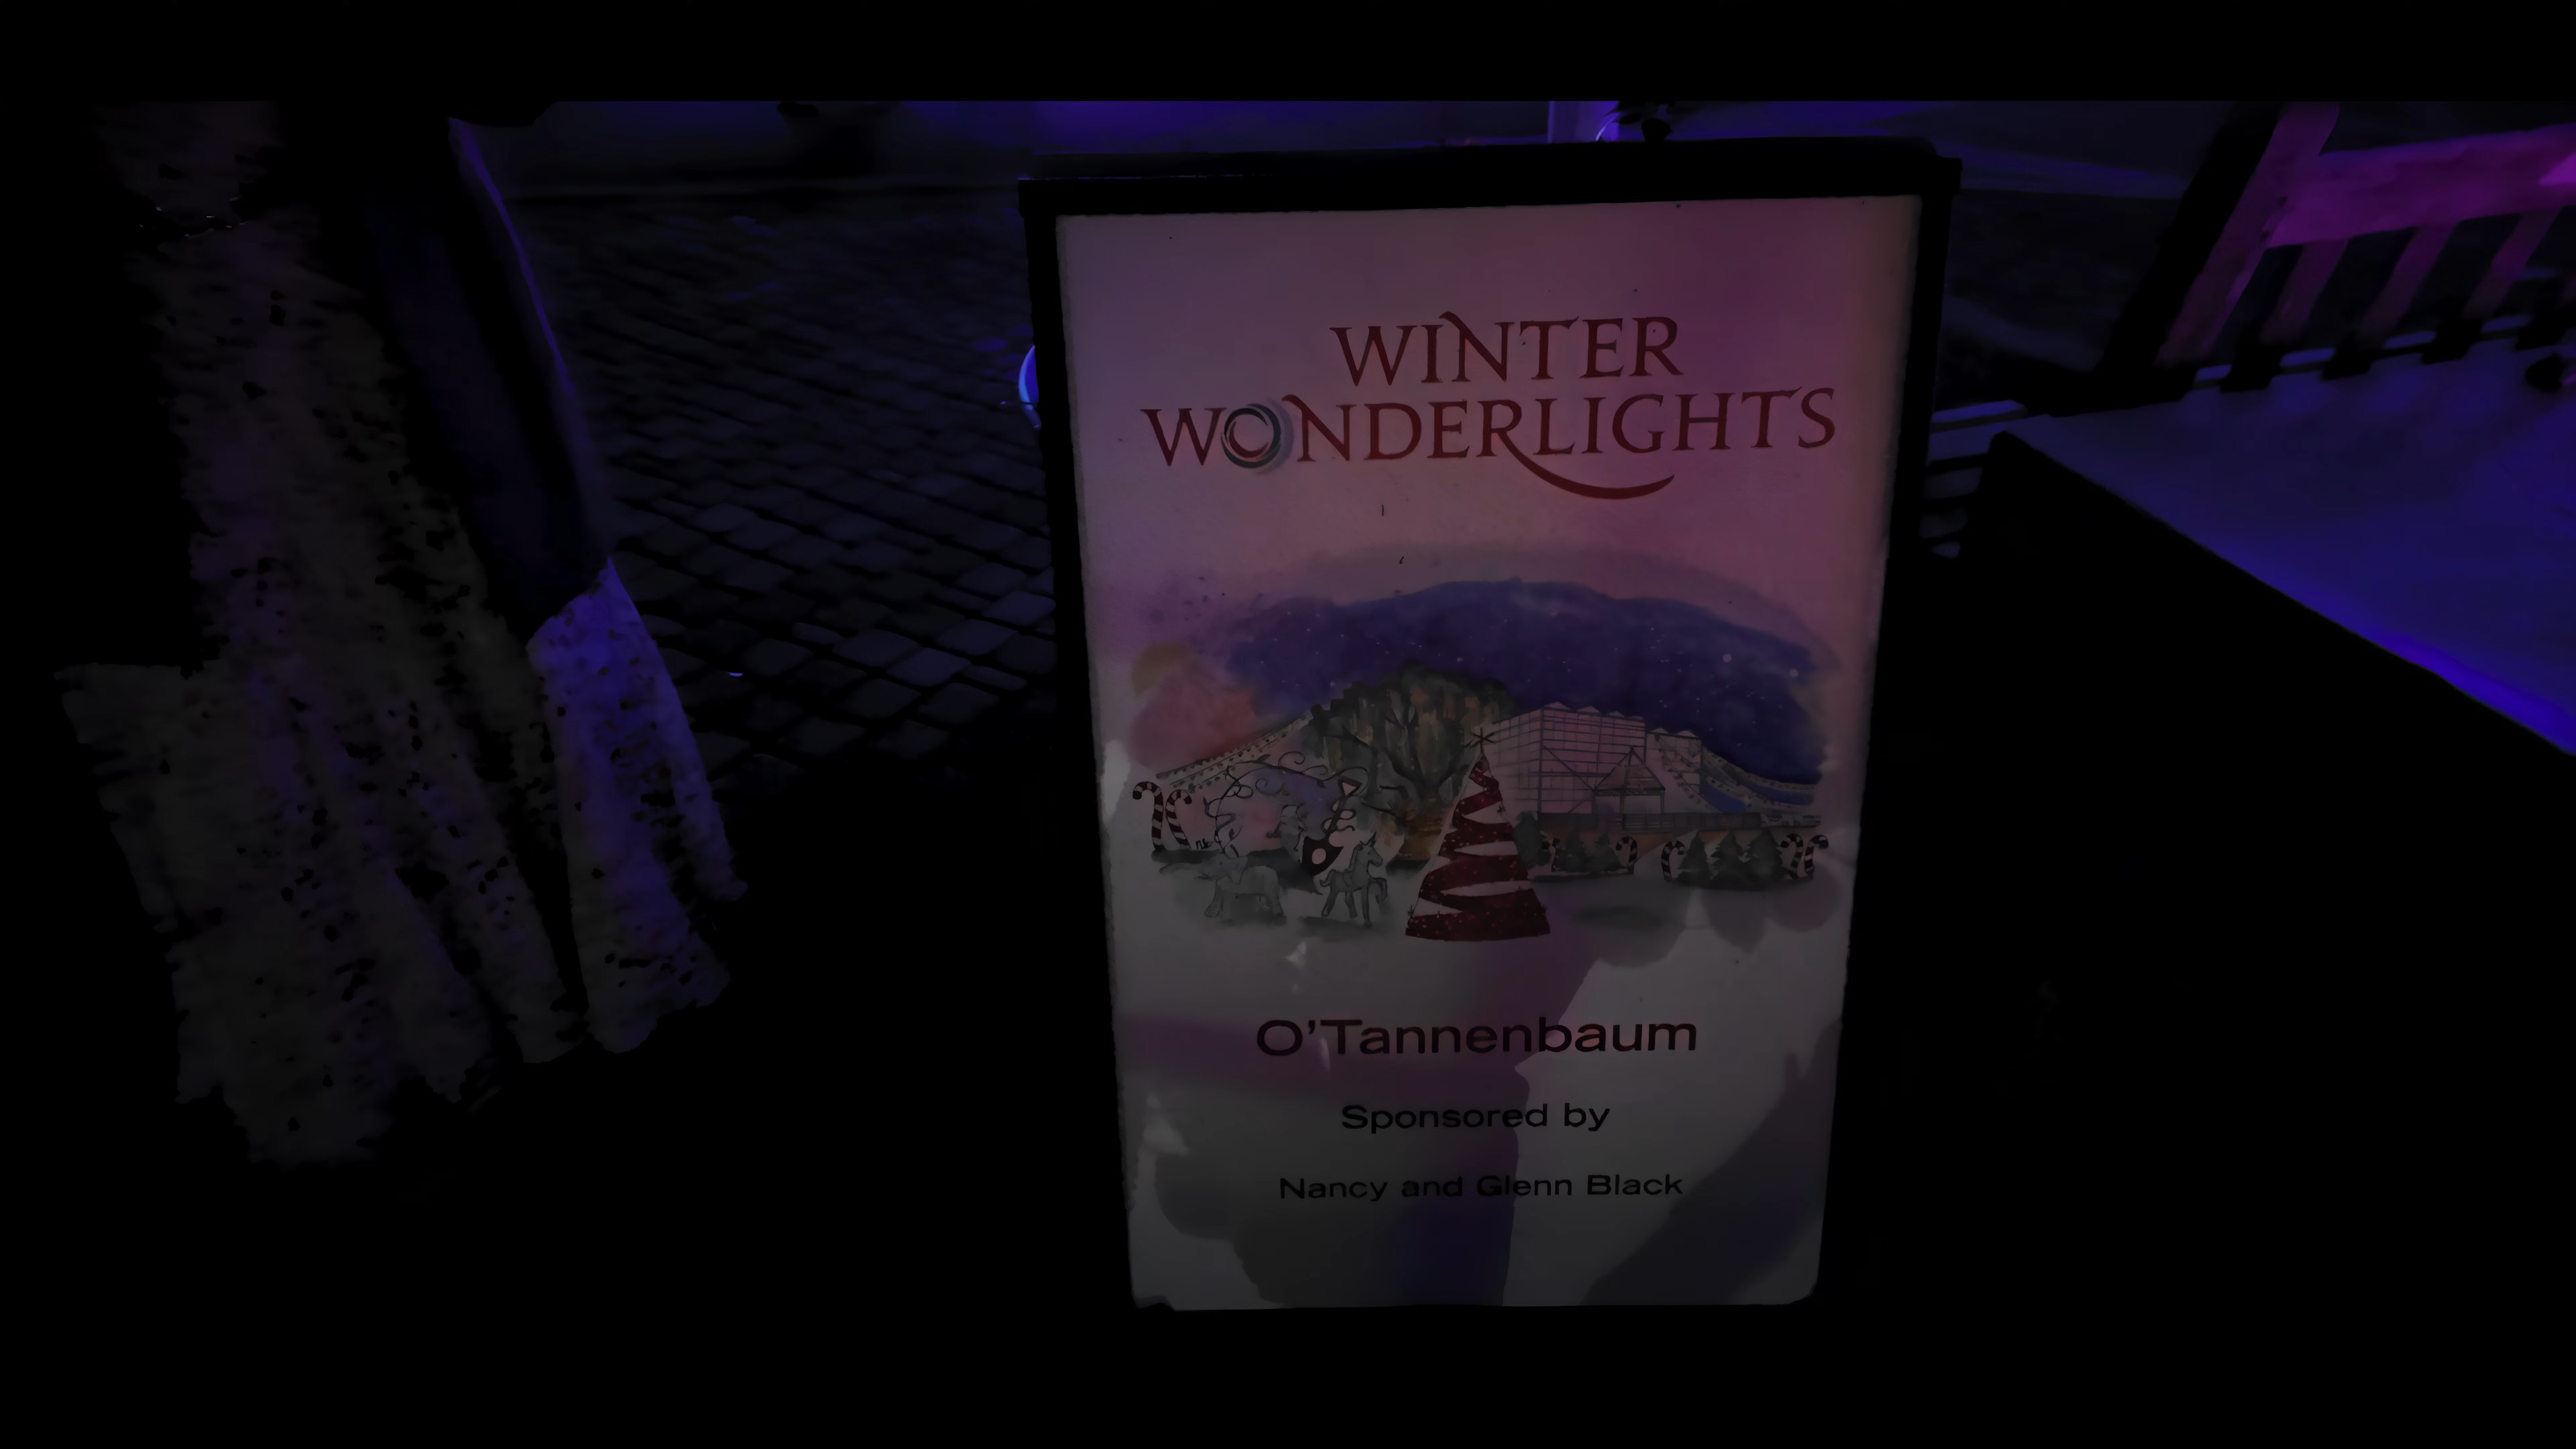 WINTER
WONDERLIGHTS
O'Tannenbaum
Sponsored by
Nancy and Glenn Black